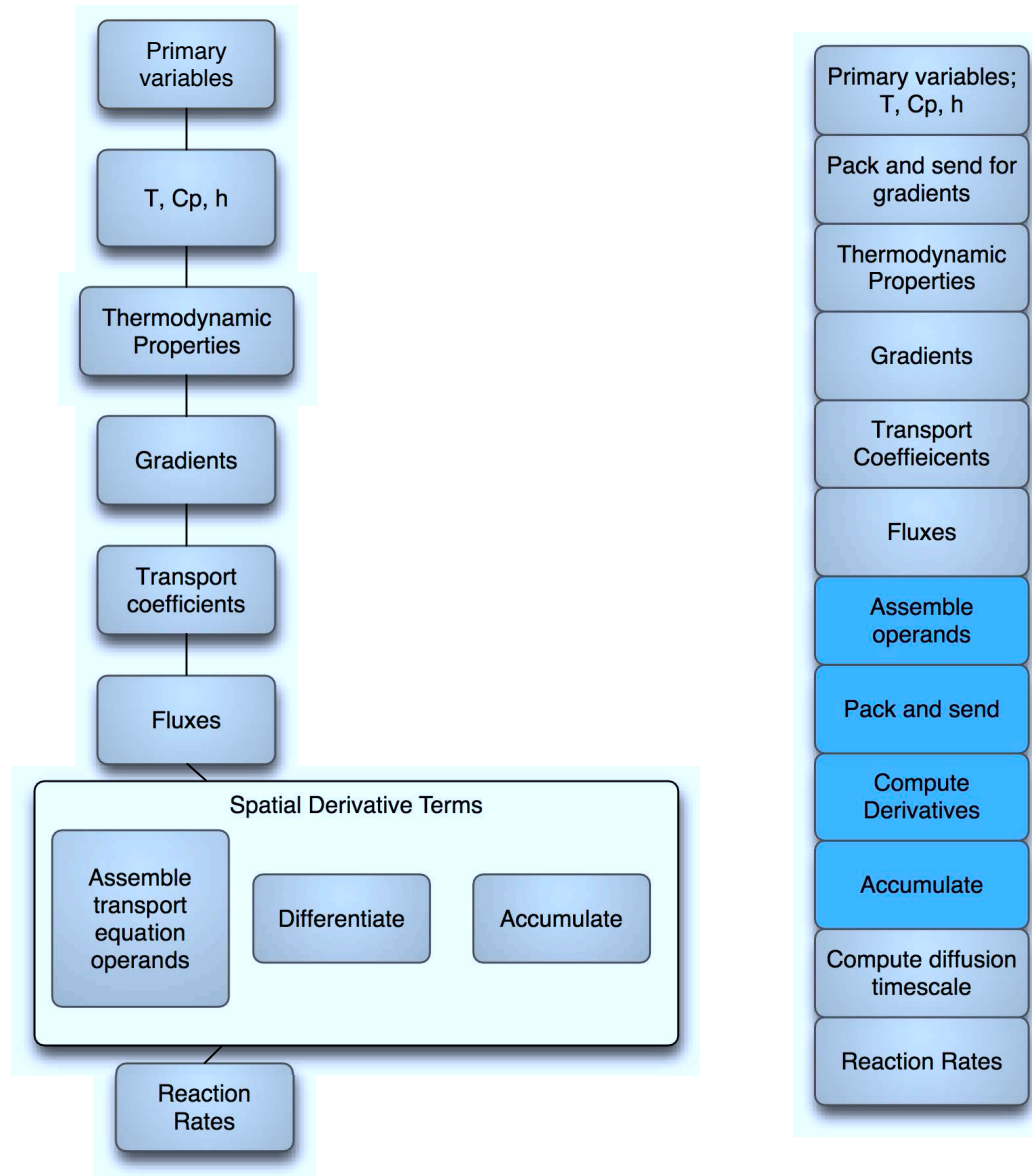 Primary
variables
T, Cp, h
Thermodynamic
Properties
Gradients
Transport
coefficients
Fluxes
Spatial Derivative Terms
Assemble
transport
equation
operands
Differentiate
Accumulate
Reaction
Rates
Primary variables;
T, Cp, h
Pack and send for
gradients
Thermodynamic
Properties
Gradients
Transport
Coeffieicents
Fluxes
Assemble
operands
Pack and send
Compute
Derivatives
Accumulate
Compute diffusion
timescale
Reaction Rates